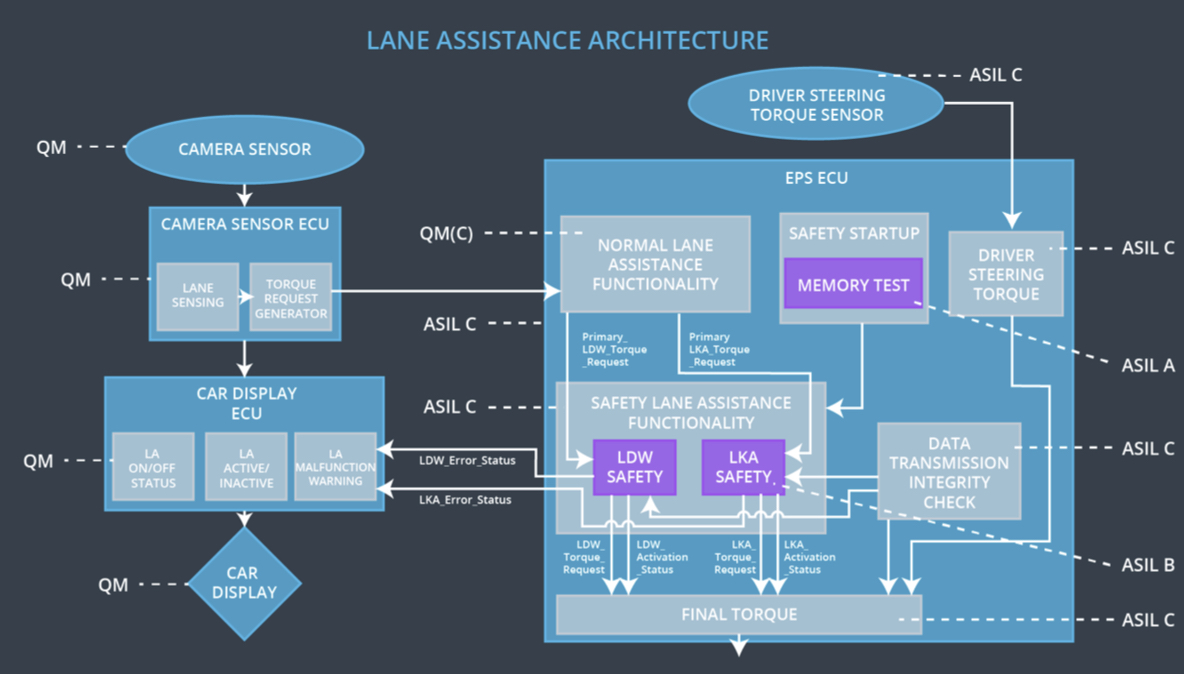 LANE ASSISTANCE ARCHITECTURE
ASIL C
DRIVER STEERING
TORQUE SENSOR
QM
CAMERA SENSOR
EPS ECU
CAMERA SENSOR ECU
QM
LANE
SENSING
TORQUE
REQUEST
GENERATOR
QM(C)
NORMAL LANE
ASSISTANCE
FUNCTIONALITY
SAFETY STARTUP
MEMORY TEST
DRIVER
STEERING
TORQUE
ASIL C
ASIL C
Primary_
LDW_Torque
_Request
Primary
LKA_Torque
_Request
ASIL A
CAR DISPLAY
ECU
QM
LA
ON/OFF
STATUS
LA
ACTIVE/
INACTIVE
LA
MALFUNCTION
WARNING
ASIL C
SAFETY LANE ASSISTANCE
FUNCTIONALITY
LDW
SAFETY
LKA
SAFETY
DATA
TRANSMISSION
INTEGRITY
CHECK
ASIL C
LDW_Error_Status
LKA_Error_Status
LDW_
Torque_
Request
LDW_
Activation
_Status
LKA_
Torque_
Request
LKA_
Activation
_Status
ASIL B
QM
CAR
DISPLAY
FINAL TORQUE
ASIL C